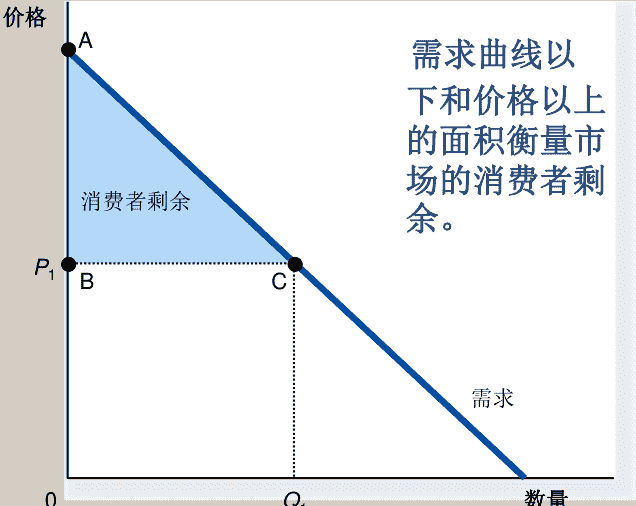 价格
A
需求曲线以
下和价格以上
的面积衡量市
场的消费者剩
余。
消费者剩余
P1
B
C
需求
0
Q1
数量